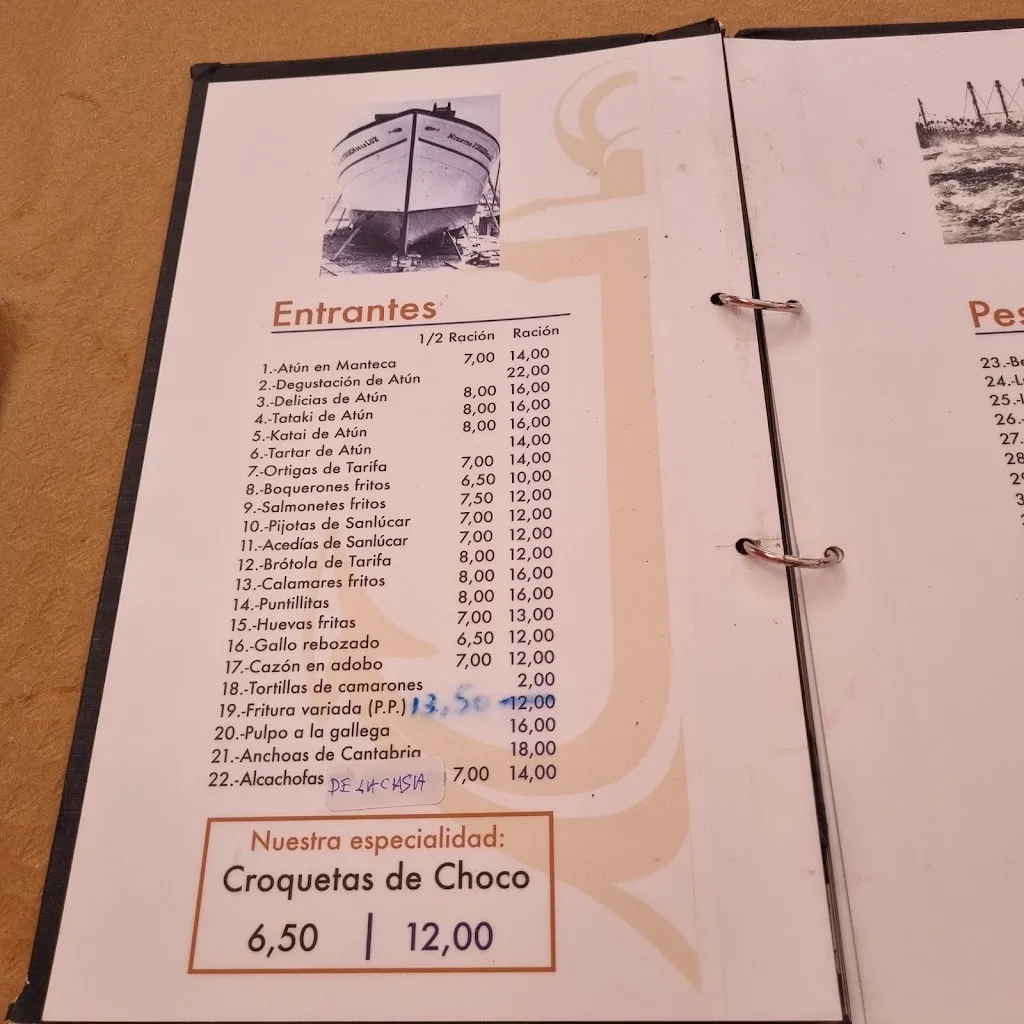 LUZ
Entrantes
1/2 Ración Ración
1.-Atún en Manteca 7,00 14,00
2.-Degustación de Atún 22,00
3.-Delicias de Atún 8,00 16,00
4.-Tataki de Atún 8,00 16,00
5.-Katai de Atún 8,00 16,00
6.-Tartar de Atún 14,00
7.-Ortigas de Tarifa 7,00 14,00
8.-Boquerones fritos 6,50 10,00
9.-Salmonetes fritos 7,50 12,00
10.-Pijotas de Sanlúcar 7,00 12,00
11.-Acedías de Sanlúcar 7,00 12,00
12.-Brótola de Tarifa 8,00 12,00
13.-Calamares fritos 8,00 16,00
14.-Puntillitas 8,00 16,00
15.-Huevas fritas 7,00 13,00
16.-Gallo rebozado 6,50 12,00
17.-Cazón en adobo 7,00 12,00
18.-Tortillas de camarones 2,00
19.-Fritura variada (P.P.) 13,50 12,00
20.-Pulpo a la gallega 16,00
21.-Anchoas de Cantabria 18,00
22.-Alcachofas DE LA CASA 7,00 14,00
Nuestra especialidad:
Croquetas de Choco
6,50 | 12,00
Pes
23.-Be
24.-L
25.-
26.-
27.
28